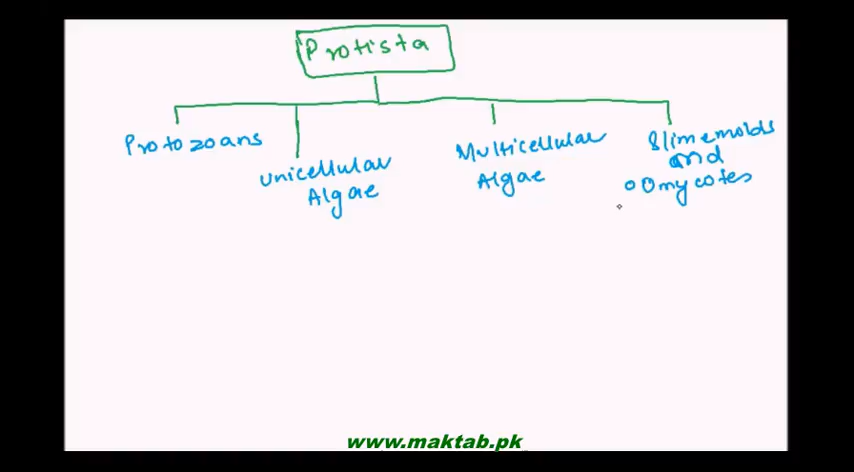 Protista
Protozoans
Unicellular
Algae
Multicellular
Algae
Slimemolds
and
oOmycotes
www.maktab.pk